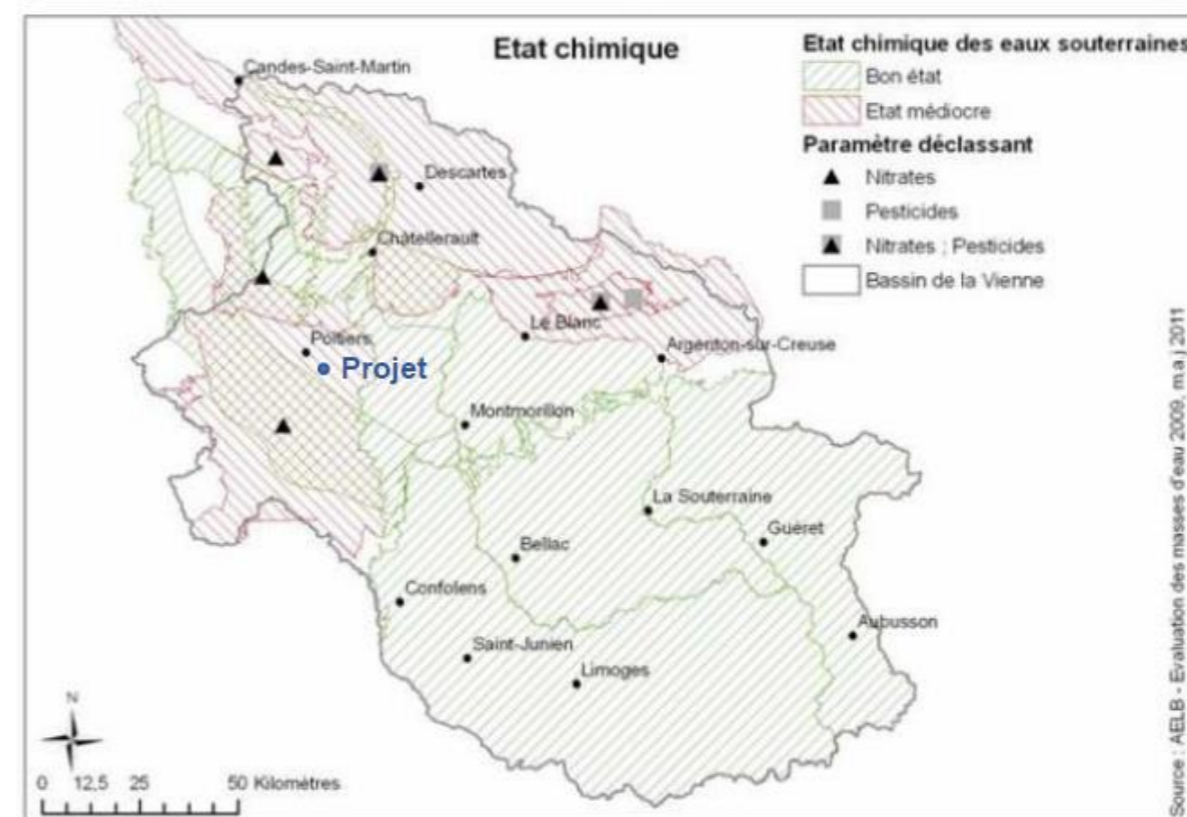 Etat chimique
Etat chimique des eaux souterraines
Bon état
Etat médiocre
Paramètre déclassant
Nitrates
Pesticides
Nitrates ; Pesticides
Bassin de la Vienne
Candes-Saint-Martin
Descartes
Châtellerault
Le Blanc
Poitiers
Argenton-sur-Creuse
Projet
Montmorillon
La Souterraine
Guéret
Bellac
Confolens
Aubusson
Saint-Junien
Limoges
N
0 12,5 25 50 Kilomètres
Source : AELB - Evaluation des masses d'eau 2009, m.a.j 2011